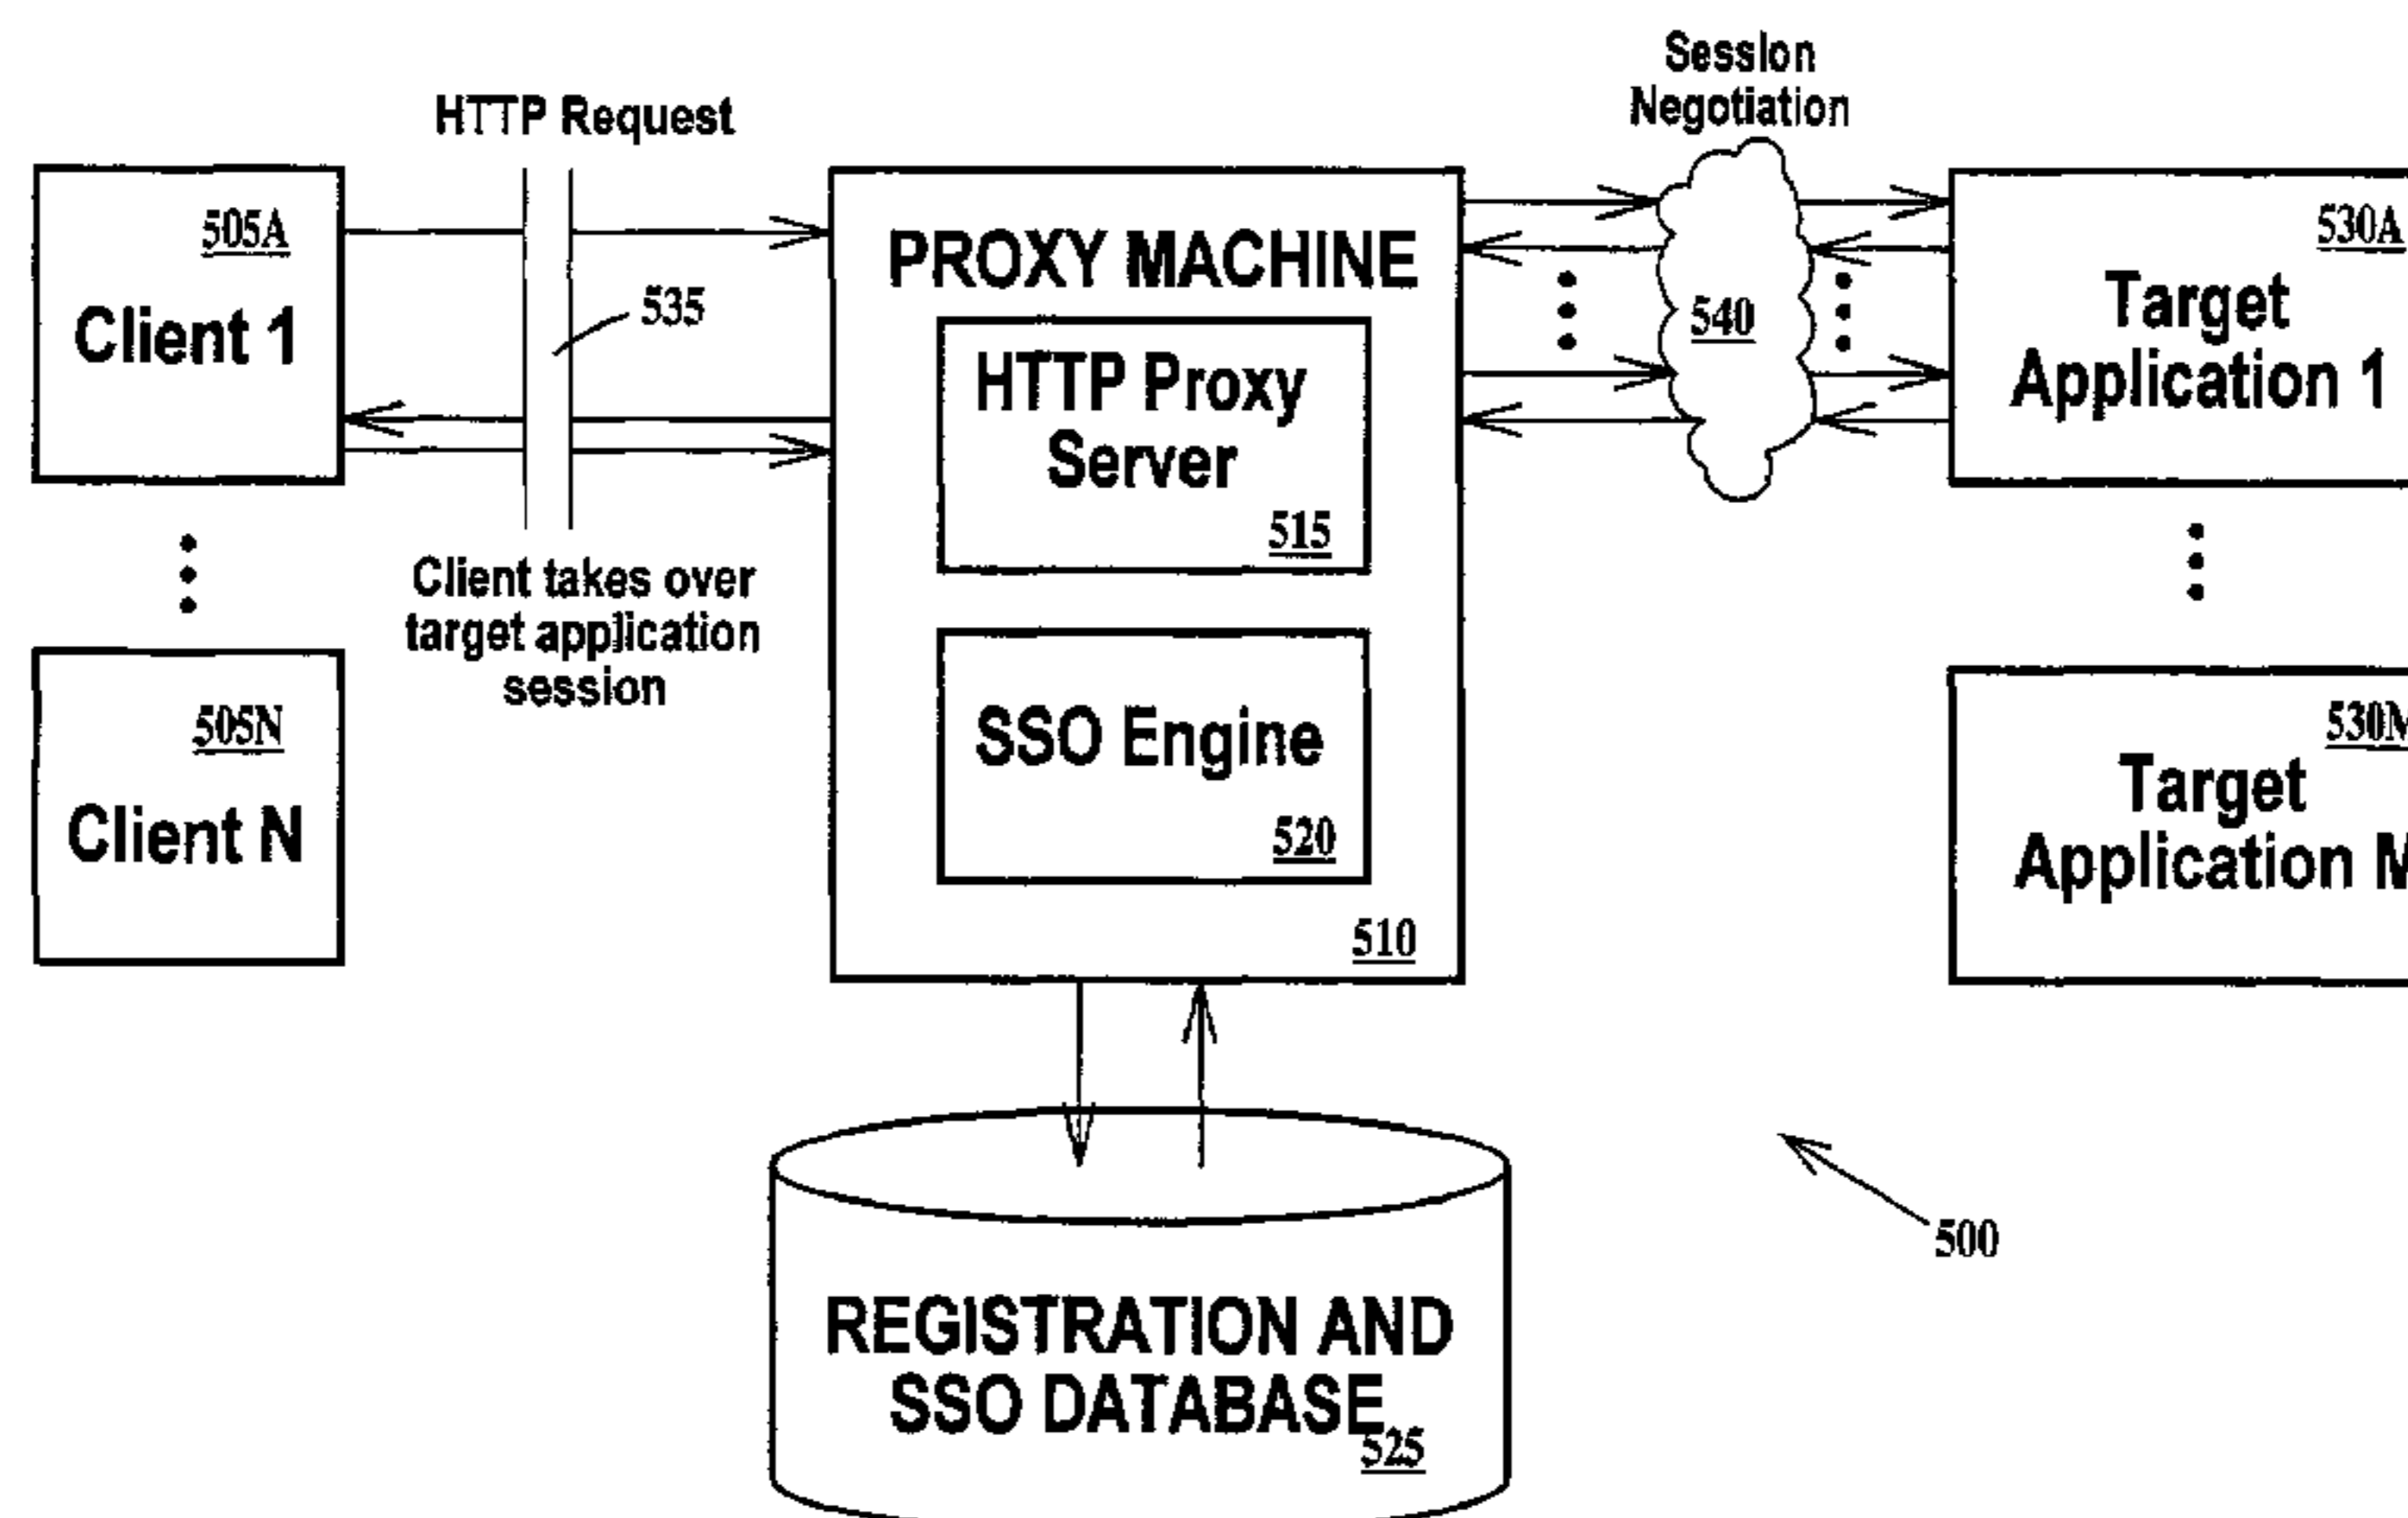 Session
Negotiation
HTTP Request
505A
Client 1
535
PROXY MACHINE
HTTP Proxy
Server
515
540
530A
Target
Application 1
Client takes over
target application
session
505N
Client N
SSO Engine
520
510
530M
Target
Application M
500
REGISTRATION AND
SSO DATABASE
525